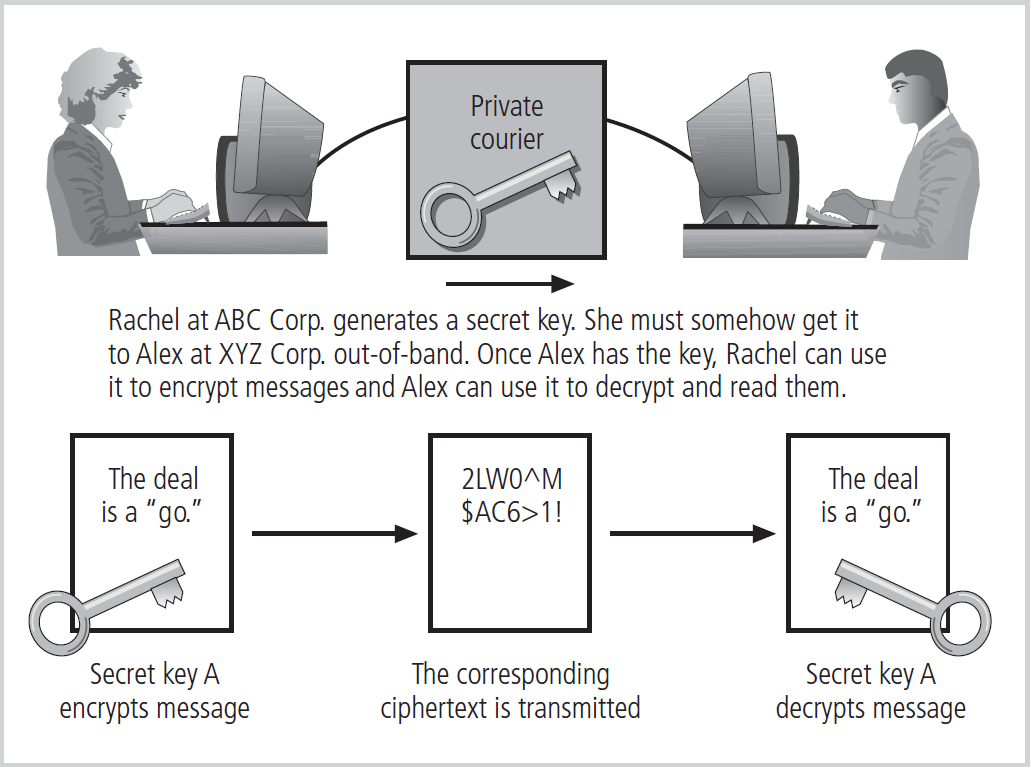 Private
courier
Rachel at ABC Corp. generates a secret key. She must somehow get it
to Alex at XYZ Corp. out-of-band. Once Alex has the key, Rachel can use
it to encrypt messages and Alex can use it to decrypt and read them.
The deal
is a “go.”
2LW0^M
$AC6>1!
The deal
is a “go.”
Secret key A
encrypts message
The corresponding
ciphertext is transmitted
Secret key A
decrypts message